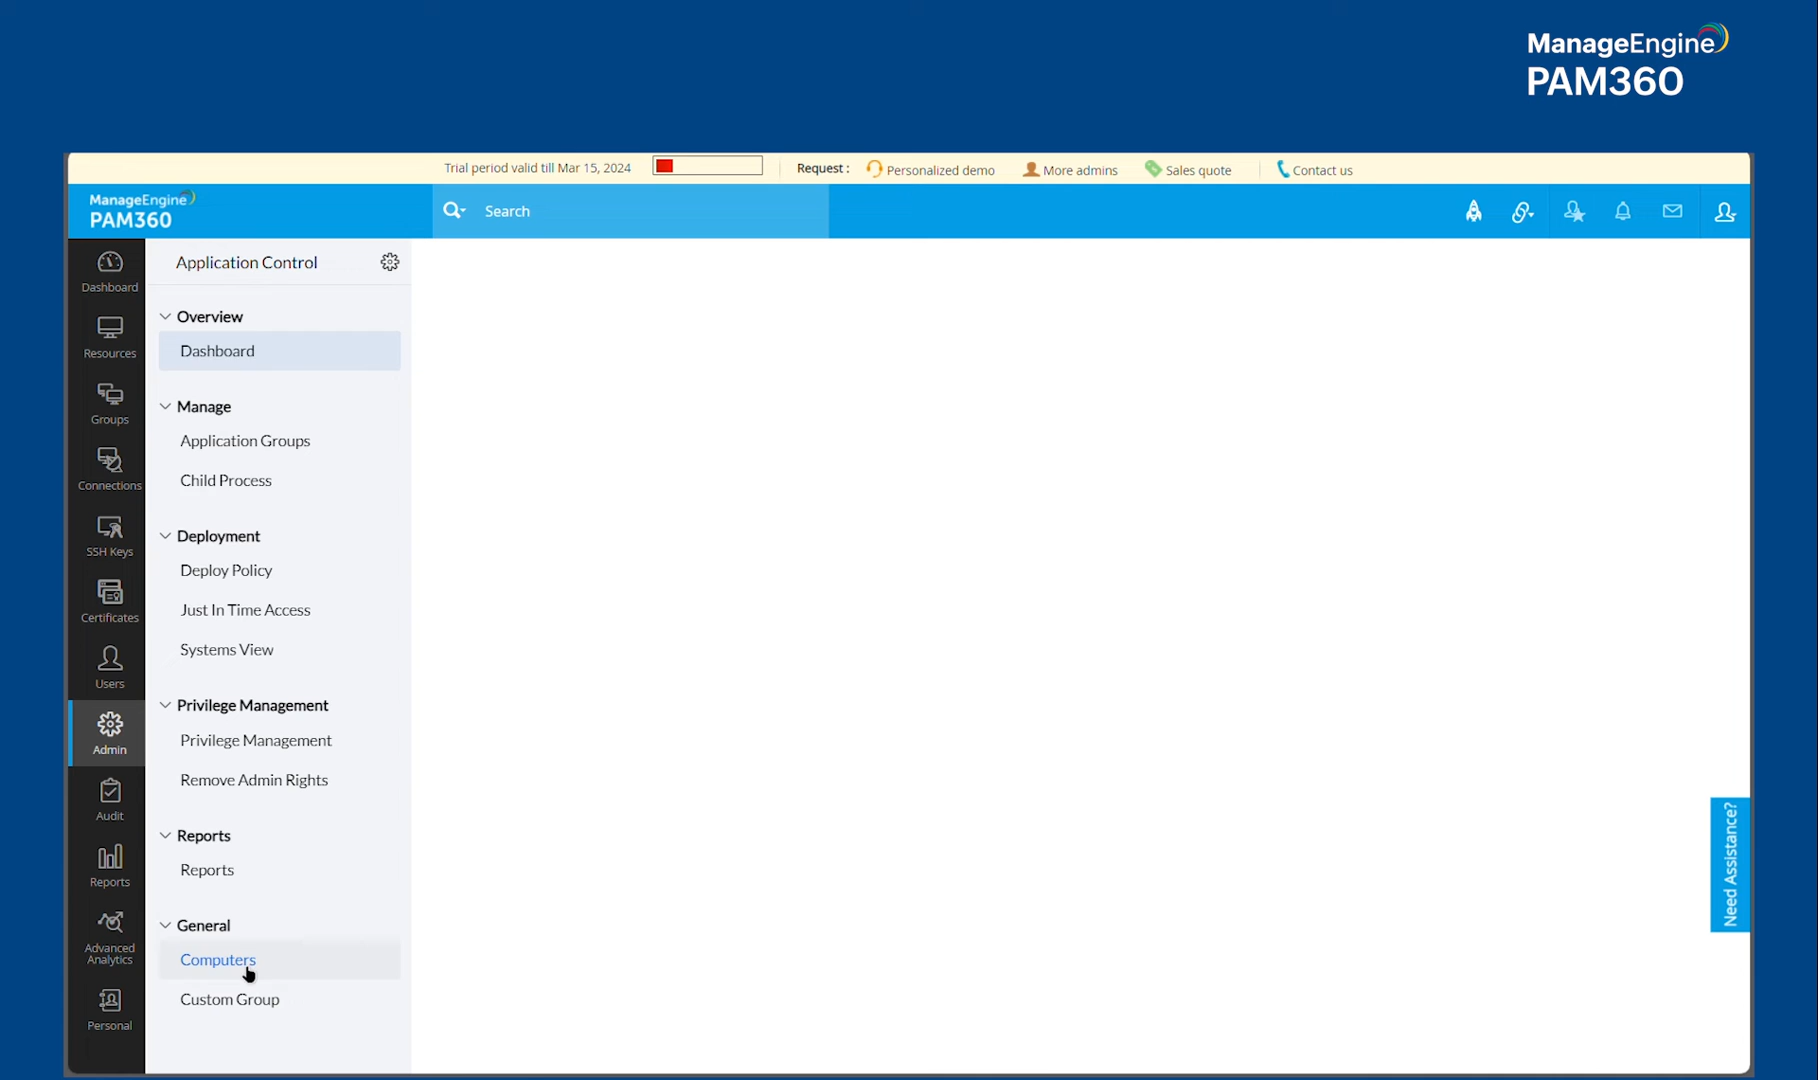 ManageEngine
PAM360
Trial period valid till Mar 15, 2024
Request :
Personalized demo
More admins
Sales quote
Contact us
ManageEngine
PAM360
Search
Dashboard
Resources
Groups
Connections
SSH Keys
Certificates
Users
Admin
Audit
Reports
Advanced
Analytics
Personal
Application Control
Overview
Dashboard
Manage
Application Groups
Child Process
Deployment
Deploy Policy
Just In Time Access
Systems View
Privilege Management
Privilege Management
Remove Admin Rights
Reports
Reports
General
Computers
Custom Group
Need Assistance?